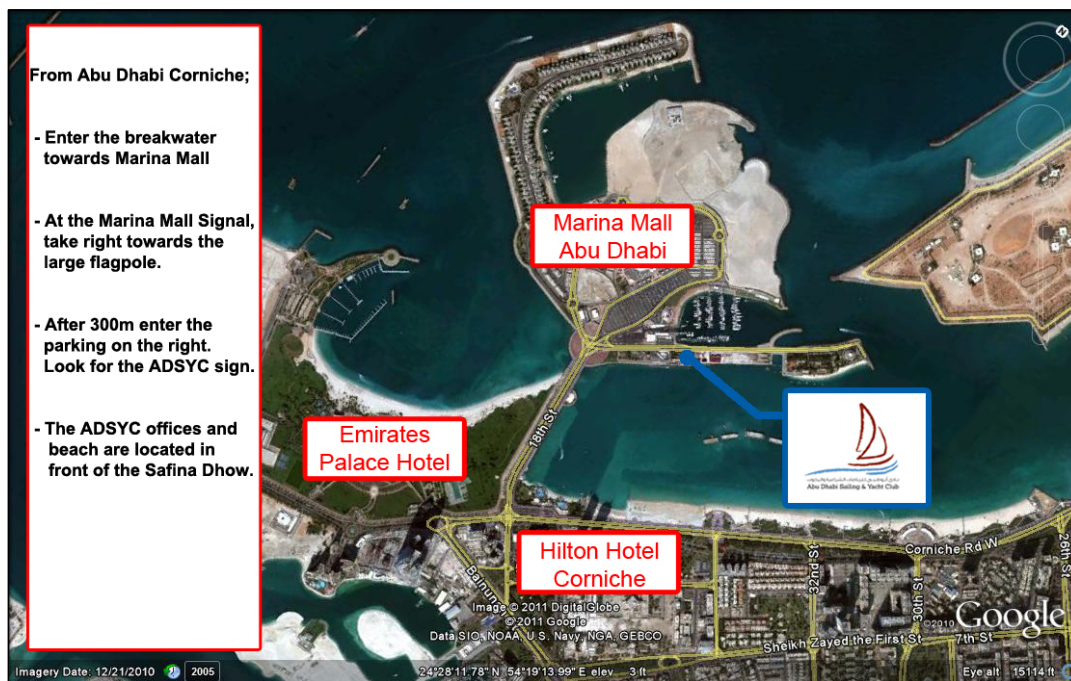 From Abu Dhabi Corniche;
- Enter the breakwater
towards Marina Mall
- At the Marina Mall Signal,
take right towards the
large flagpole.
- After 300m enter the
parking on the right.
Look for the ADSYC sign.
- The ADSYC offices and
beach are located in
front of the Safina Dhow.
N
Marina Mall
Abu Dhabi
18th St
Emirates
Palace Hotel
Abu Dhabi Sailing & Yacht Club
Hilton Hotel
Corniche
Corniche Rd W
26th St
32nd St
30th St
Image © 2011 DigitalGlobe
© 2011 Google
Data SIO, NOAA, U.S. Navy, NGA, GEBCO
©2010 Google
Sheikh Zayed the First St
7th St
Imagery Date: 12/21/2010
2005
24°28'11.78" N 54°19'13.99" E elev 3 ft
Eye alt 15114 ft